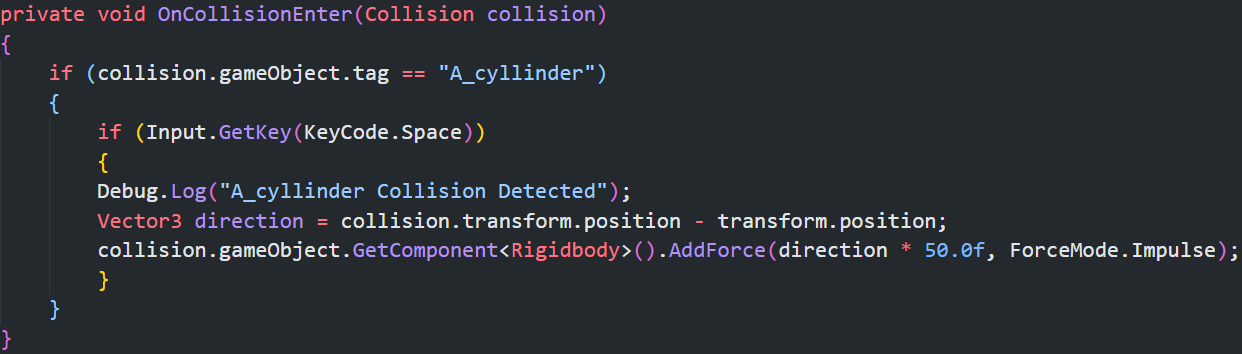 private void OnCollisionEnter(Collision collision)
{
    if (collision.gameObject.tag == "A_cyllinder")
    {
        if (Input.GetKey(KeyCode.Space))
        {
        Debug.Log("A_cyllinder Collision Detected");
        Vector3 direction = collision.transform.position - transform.position;
        collision.gameObject.GetComponent<Rigidbody>().AddForce(direction * 50.0f, ForceMode.Impulse);
        }
    }
}